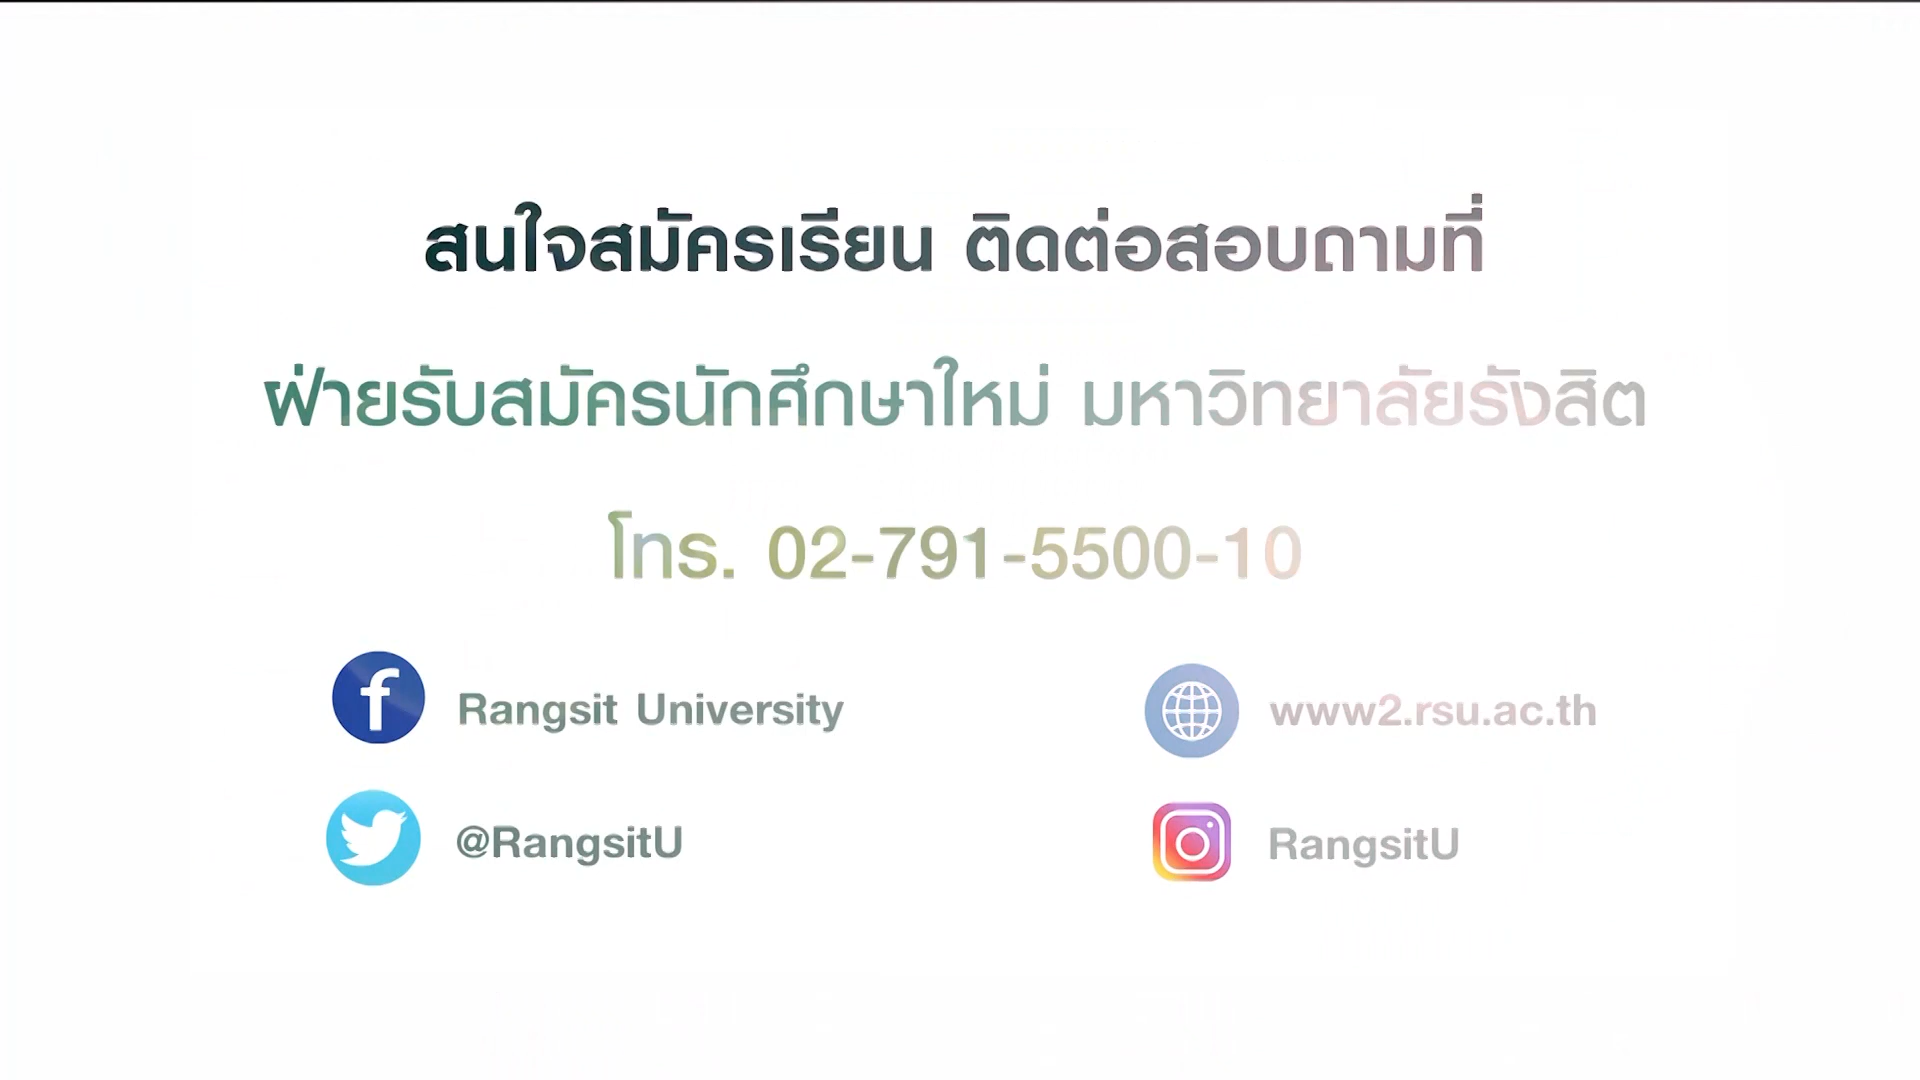 สนใจสมัครเรียน ติดต่อสอบถามที่
ฝ่ายรับสมัครนักศึกษาใหม่ มหาวิทยาลัยรังสิต
โทร. 02-791-5500-10
Rangsit University
www2.rsu.ac.th
@RangsitU
RangsitU